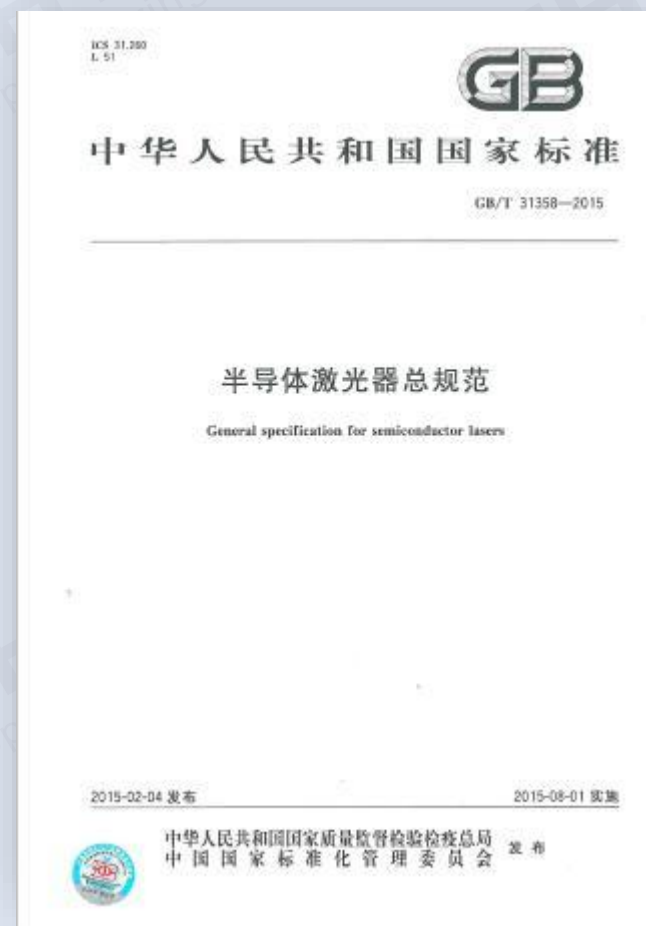 ICS 31.260
L 51
GB
中华人民共和国国家标准
GB/T 31358—2015
半导体激光器总规范
General specification for semiconductor lasers
2015-02-04 发布
2015-08-01 实施
中华人民共和国国家质量监督检验检疫总局
中国国家标准化管理委员会
发布